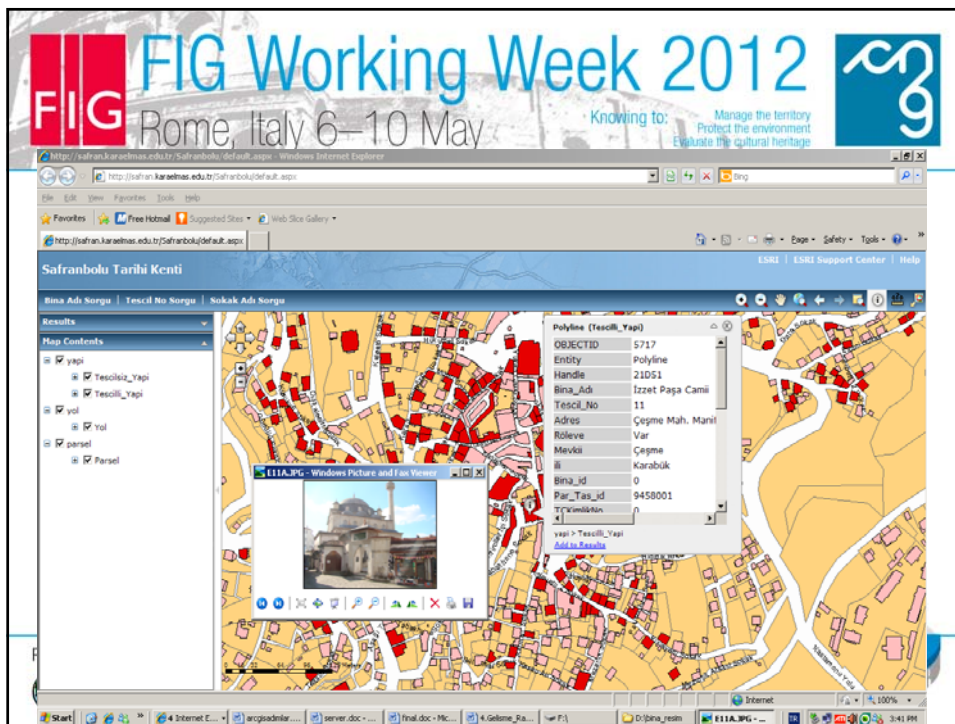 FIG
FIG Working Week 2012
Rome, Italy 6–10 May
Knowing to:
Manage the territory
Protect the environment
Evaluate the cultural heritage
http://safran.karaelmas.edu.tr/Safranbolu/default.aspx - Windows Internet Explorer
http://safran.karaelmas.edu.tr/Safranbolu/default.aspx
Bing
File Edit View Favorites Tools Help
Favorites Free Hotmail Suggested Sites Web Slice Gallery
http://safran.karaelmas.edu.tr/Safranbolu/default.aspx
Page Safety Tools
Safranbolu Tarihi Kenti
ESRI | ESRI Support Center | Help
Bina Adı Sorgu | Tescil No Sorgu | Sokak Adı Sorgu
Results
Map Contents
yapi
Tescilsiz_Yapi
Tescilli_Yapi
yol
Yol
parsel
Parsel
Polyline (Tescilli_Yapi)
OBJECTID 5717
Entity Polyline
Handle 21D51
Bina_Adı İzzet Paşa Camii
Tescil_No 11
Adres Çeşme Mah. Manif
Röleve Var
Mevkii Çeşme
ili Karabük
Bina_id 0
Par_Tas_id 9458001
TCKimlikNo 0
yapi > Tescilli_Yapi
Add to Results
E11A.JPG - Windows Picture and Fax Viewer
Internet
100%
Start
4 Internet E...
arcgisadmlar...
server.doc - ...
final.doc - Mic...
4.Gelisme_Ra...
F:\
D:\bina_resim
E11A.JPG - ...
TR
3:41 PM